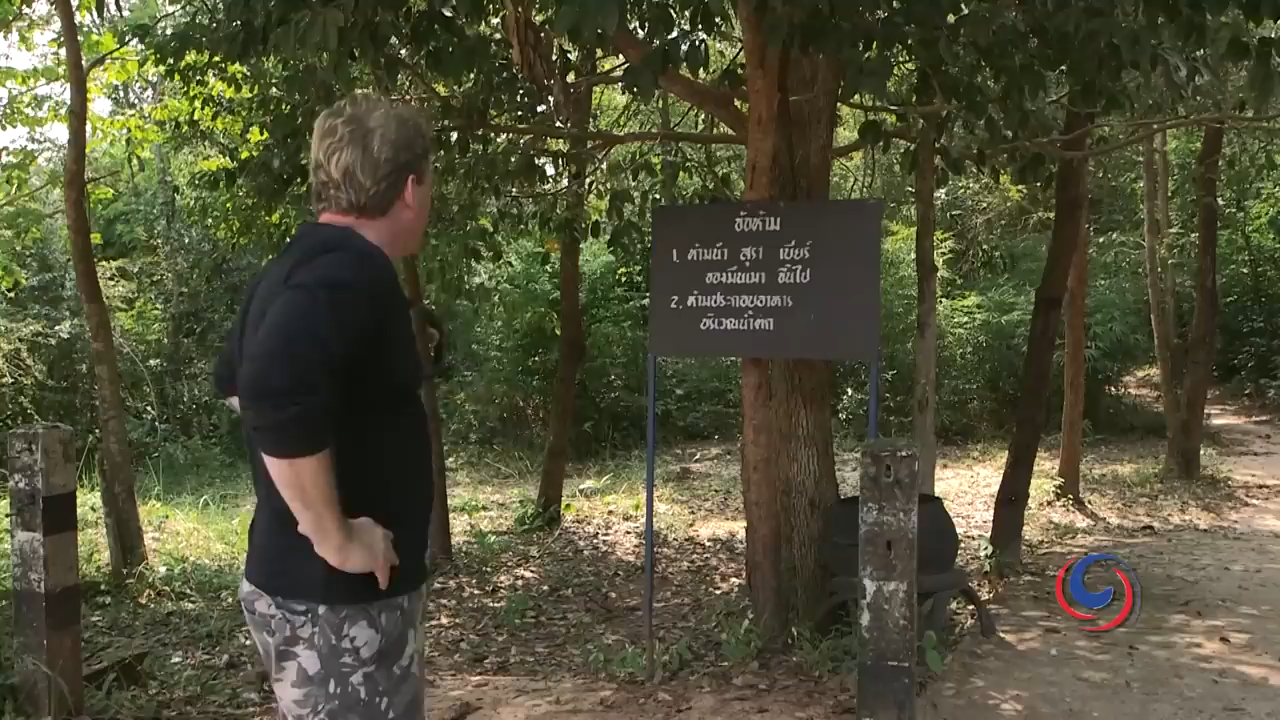 ข้อห้าม
1. ห้ามนำ สุรา เบียร์
ของมึนเมา ขึ้นไป
2. ห้ามประกอบอาหาร
บริเวณน้ำตก